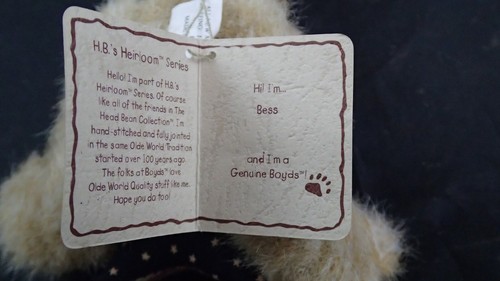 H.B.'s Heirloom™ Series
Hello! I'm part of H.B.'s
Heirloom™ Series. Of course
like all of the friends in The
Head Bean Collection™ I'm
hand-stitched and fully jointed
in the same Olde World Tradition
started over 100 years ago.
The folks at Boyds™ love
Olde World Quality stuff like me.
Hope you do too!
Hi! I'm...
Bess
and I'm a
Genuine Boyds™!